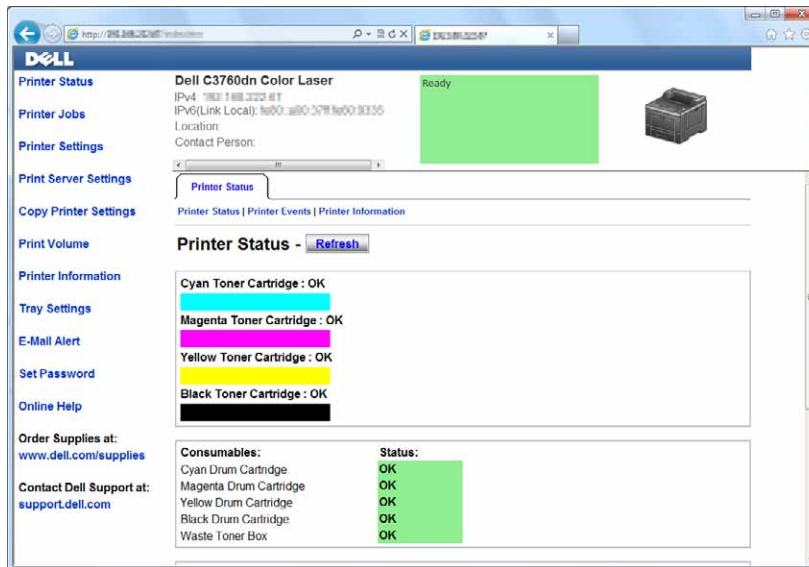 http://
DELL
Printer Status
Printer Jobs
Printer Settings
Print Server Settings
Copy Printer Settings
Print Volume
Printer Information
Tray Settings
E-Mail Alert
Set Password
Online Help
Order Supplies at:
www.dell.com/supplies
Contact Dell Support at:
support.dell.com
Dell C3760dn Color Laser
IPv4:
IPv6(Link Local):
Location:
Contact Person:
Ready
Printer Status
Printer Status | Printer Events | Printer Information
Printer Status - Refresh
Cyan Toner Cartridge : OK
Magenta Toner Cartridge : OK
Yellow Toner Cartridge : OK
Black Toner Cartridge : OK
Consumables: Status:
Cyan Drum Cartridge OK
Magenta Drum Cartridge OK
Yellow Drum Cartridge OK
Black Drum Cartridge OK
Waste Toner Box OK